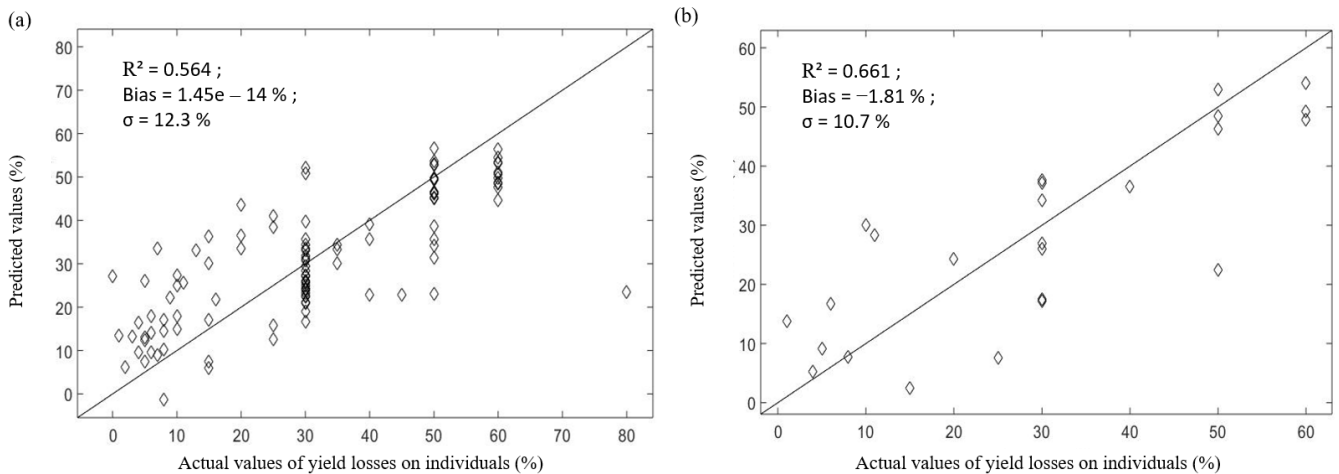 (a)
80
70
60
50
40
30
20
10
0
R² = 0.564 ;
Bias = 1.45e – 14 % ;
σ = 12.3 %
Predicted values (%)
0 10 20 30 40 50 60 70 80
Actual values of yield losses on individuals (%)
(b)
60
50
40
30
20
10
0
R² = 0.661 ;
Bias = −1.81 % ;
σ = 10.7 %
Predicted values (%)
0 10 20 30 40 50 60
Actual values of yield losses on individuals (%)